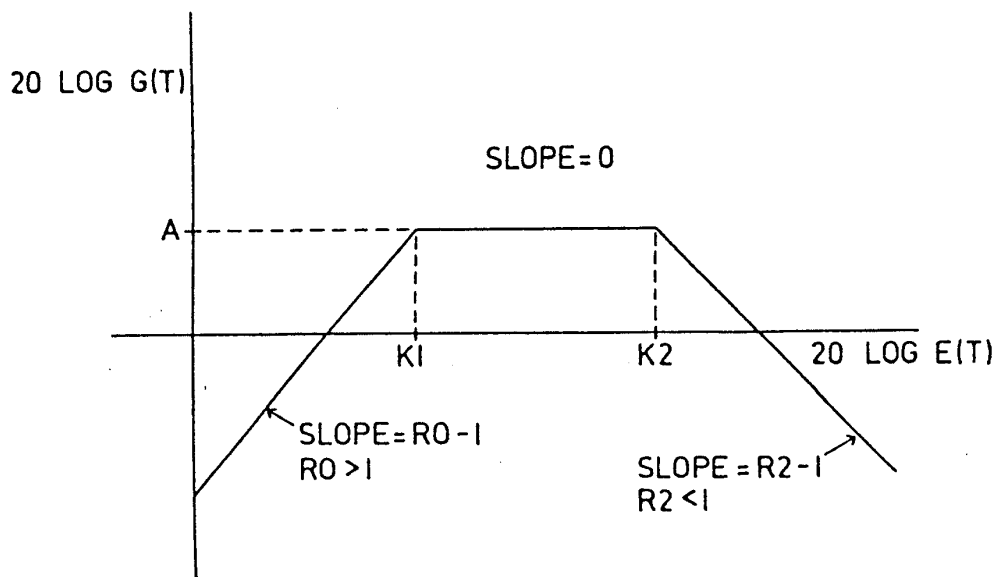 20 LOG G(T)
SLOPE=0
A
K1
K2
20 LOG E(T)
SLOPE=R0-1
R0>1
SLOPE=R2-1
R2<1